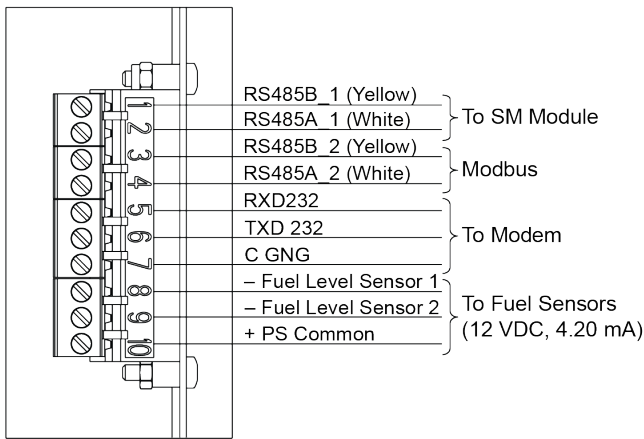 1 RS485B_1 (Yellow)
2 RS485A_1 (White)
To SM Module
3 RS485B_2 (Yellow)
4 RS485A_2 (White)
Modbus
5 RXD232
6 TXD 232
7 C GNG
To Modem
8 – Fuel Level Sensor 1
9 – Fuel Level Sensor 2
10 + PS Common
To Fuel Sensors
(12 VDC, 4.20 mA)